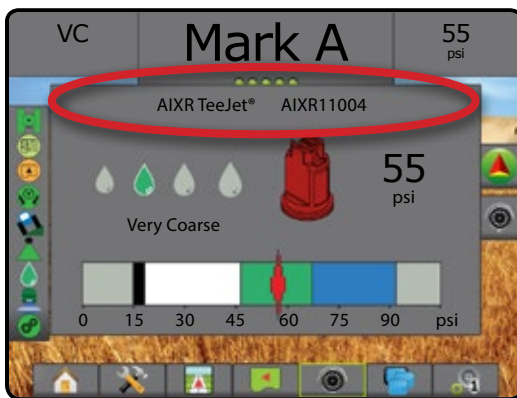 VC Mark A 55
psi
AIXR TeeJet® AIXR11004
55
psi
Very Coarse
0 15 30 45 60 75 90 psi
1